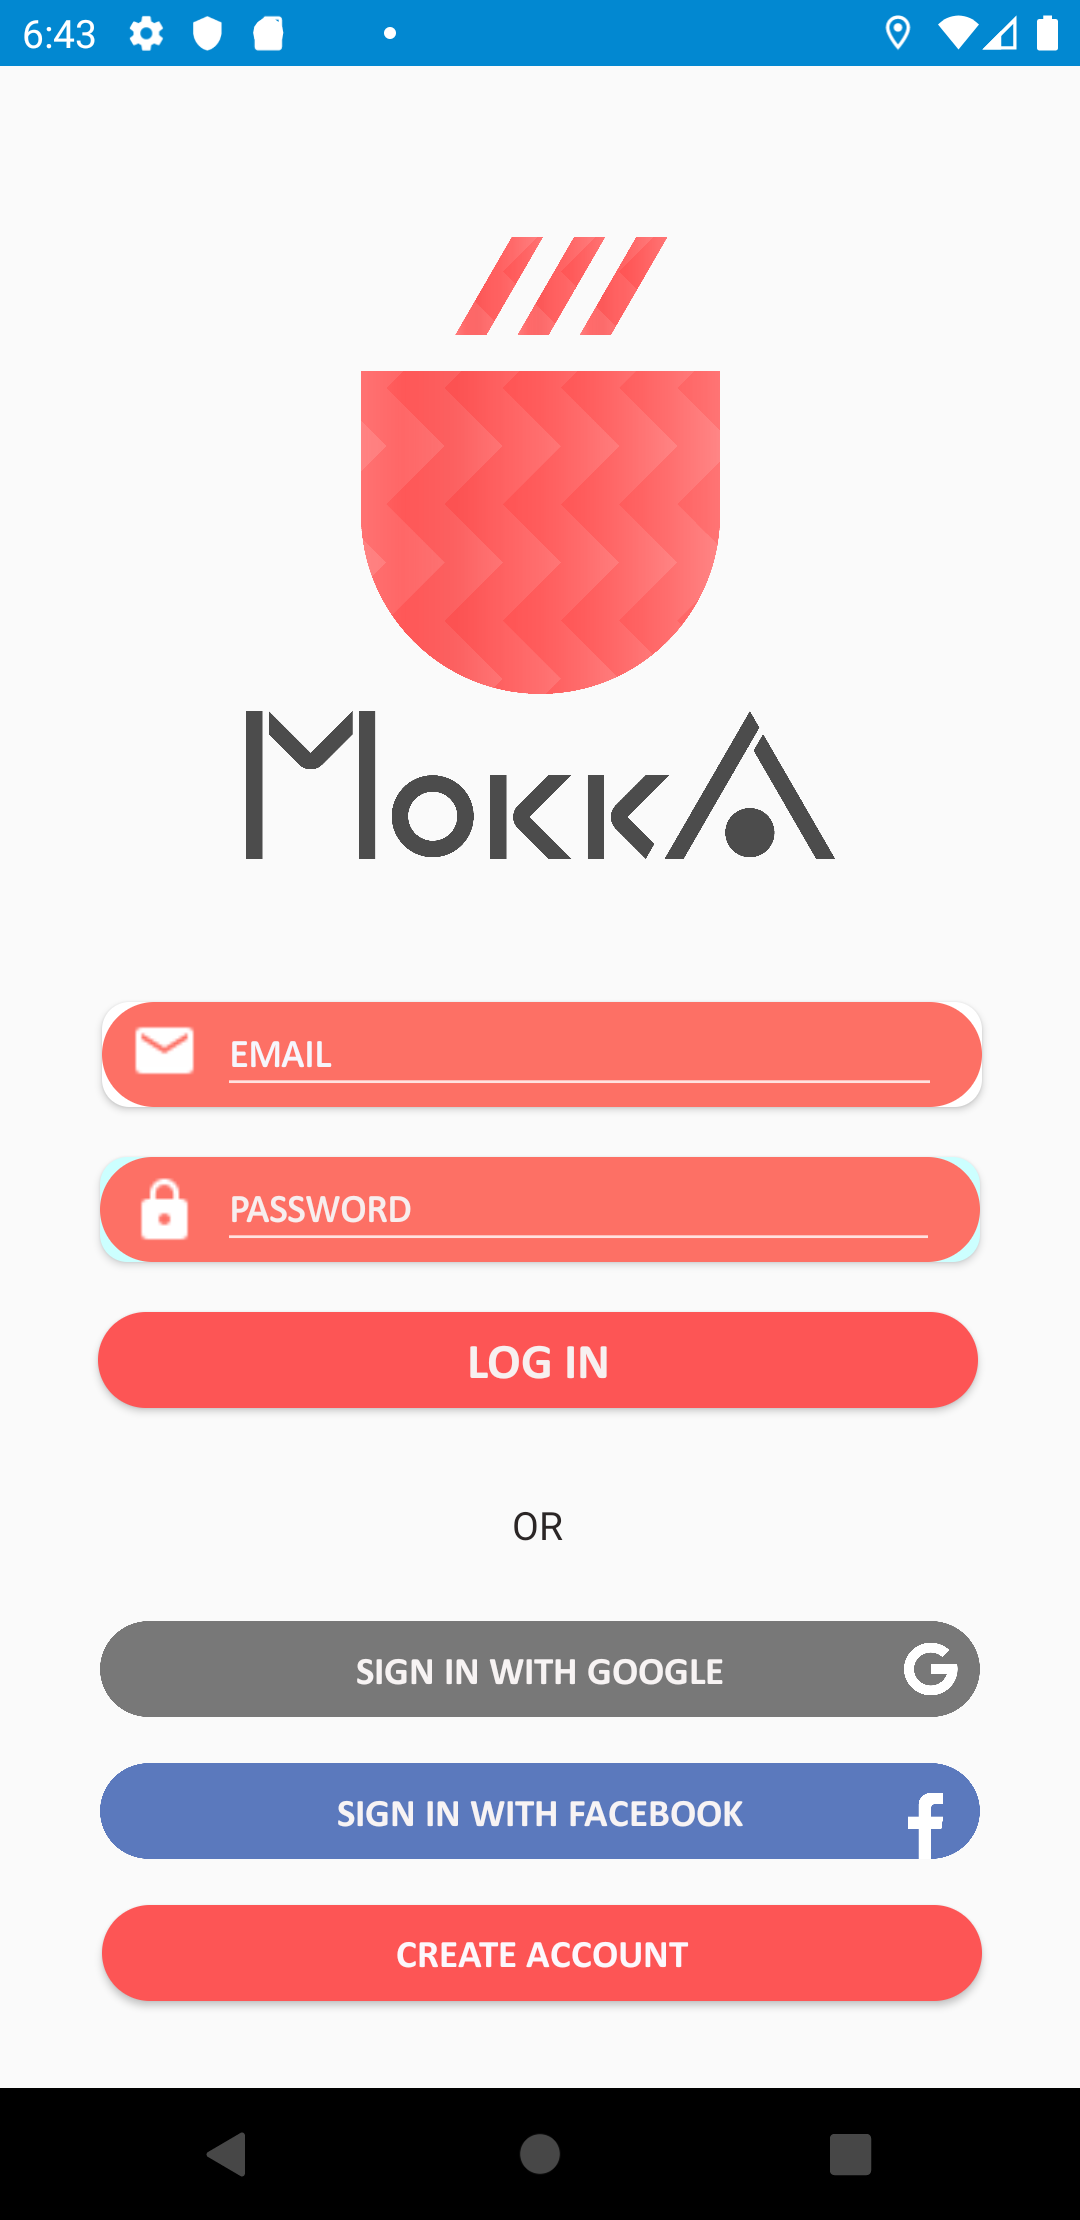 6:43
MOKKA
EMAIL
PASSWORD
LOG IN
OR
SIGN IN WITH GOOGLE
SIGN IN WITH FACEBOOK
CREATE ACCOUNT